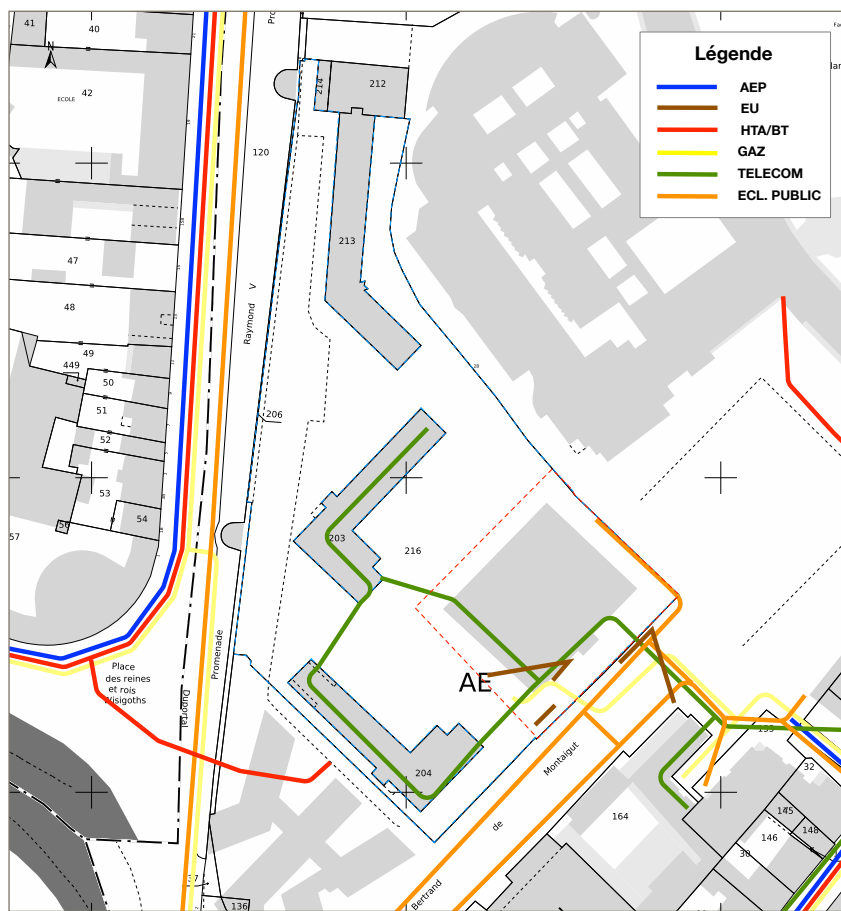 41
40
N
42
ECOLE
214
212
120
Légende
AEP
EU
HTA/BT
GAZ
TELECOM
ECL. PUBLIC
213
47
48
49
449
50
51
52
53
54
56
57
Raymond V
206
28
203
216
AE
Place
des reines
et rois
Wisigoths
Promenade
Duportal
204
Montaigut
de
Bertrand
164
155
32
145
148
146
30
136